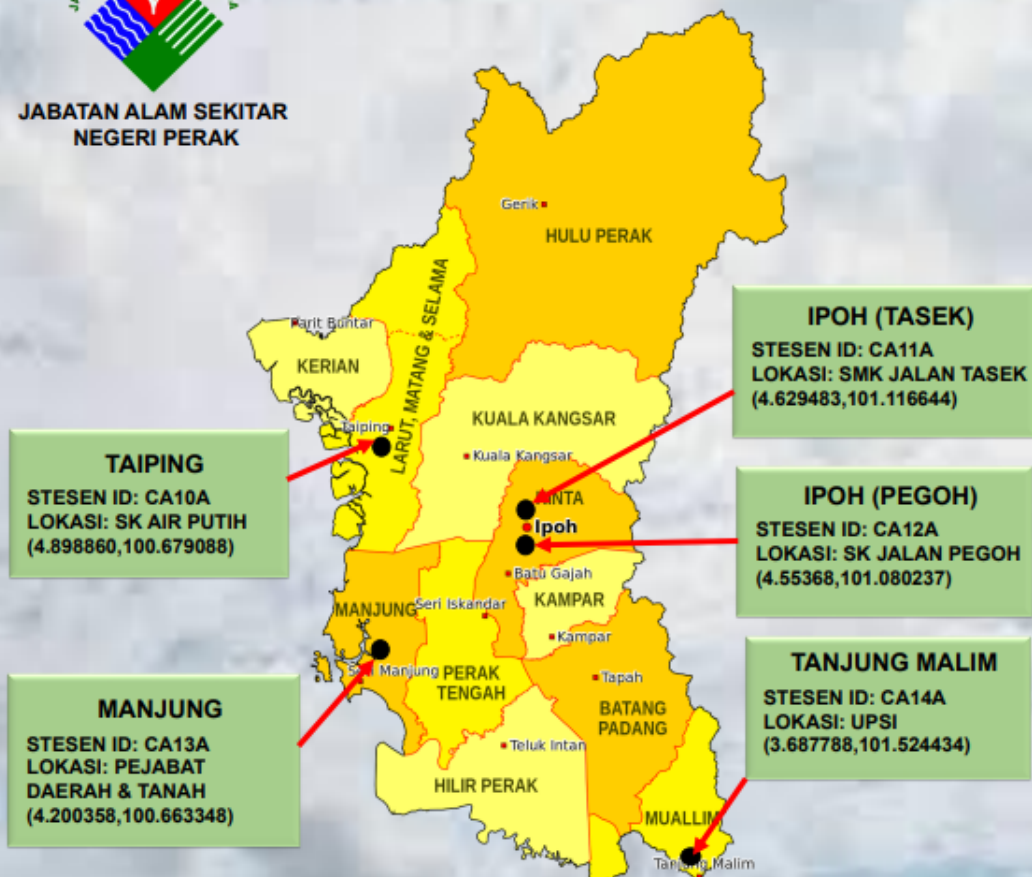 JABATAN ALAM SEKITAR
NEGERI PERAK
Gerik
HULU PERAK
LARUT, MATANG & SELAMA
Parit Buntar
KERIAN
Taiping
KUALA KANGSAR
Kuala Kangsar
Ipoh
Batu Gajah
KAMPAR
Kampar
MANJUNG
Seri Iskandar
Manjung
PERAK
TENGAH
Tapah
BATANG
PADANG
Teluk Intan
HILIR PERAK
MUALLIM
Tanjung Malim
TAIPING
STESEN ID: CA10A
LOKASI: SK AIR PUTIH
(4.898860,100.679088)
MANJUNG
STESEN ID: CA13A
LOKASI: PEJABAT
DAERAH & TANAH
(4.200358,100.663348)
IPOH (TASEK)
STESEN ID: CA11A
LOKASI: SMK JALAN TASEK
(4.629483,101.116644)
IPOH (PEGOH)
STESEN ID: CA12A
LOKASI: SK JALAN PEGOH
(4.55368,101.080237)
TANJUNG MALIM
STESEN ID: CA14A
LOKASI: UPSI
(3.687788,101.524434)